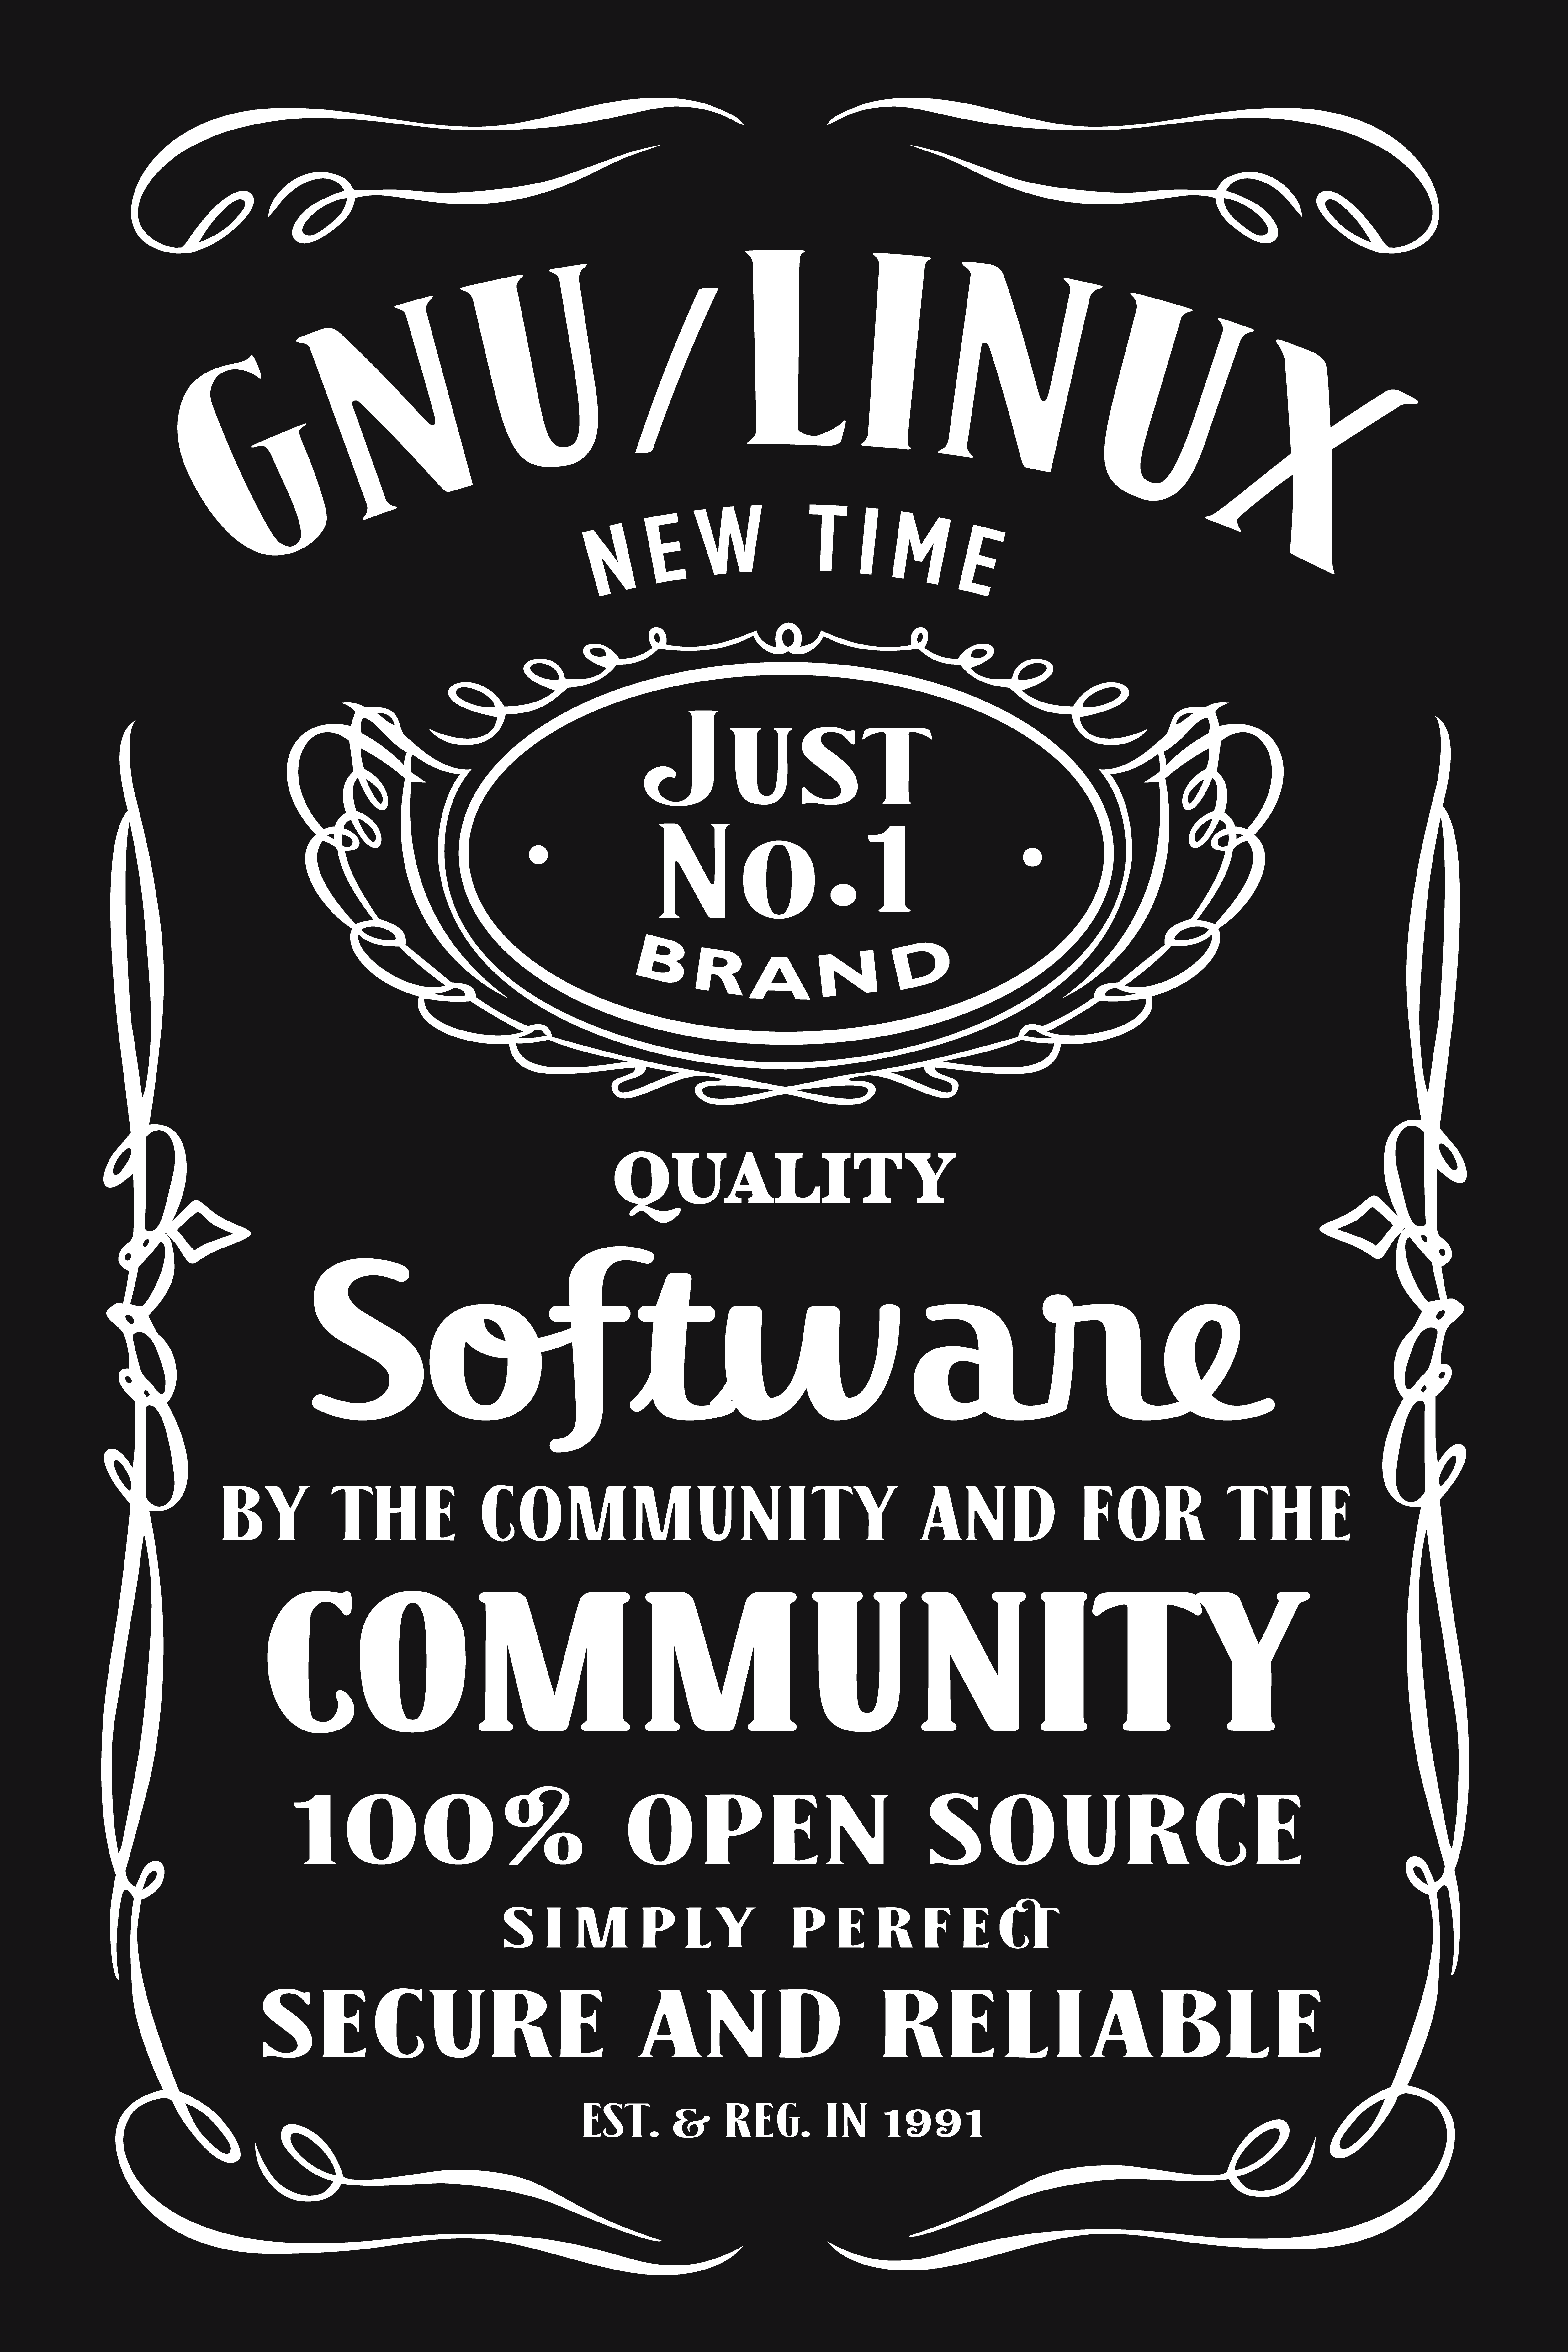 GNU/LINUX
NEW TIME
JUST
No.1
BRAND
QUALITY
Software
BY THE COMMUNITY AND FOR THE
COMMUNITY
100% OPEN SOURCE
SIMPLY PERFECT
SECURE AND RELIABLE
EST. & REG. IN 1991